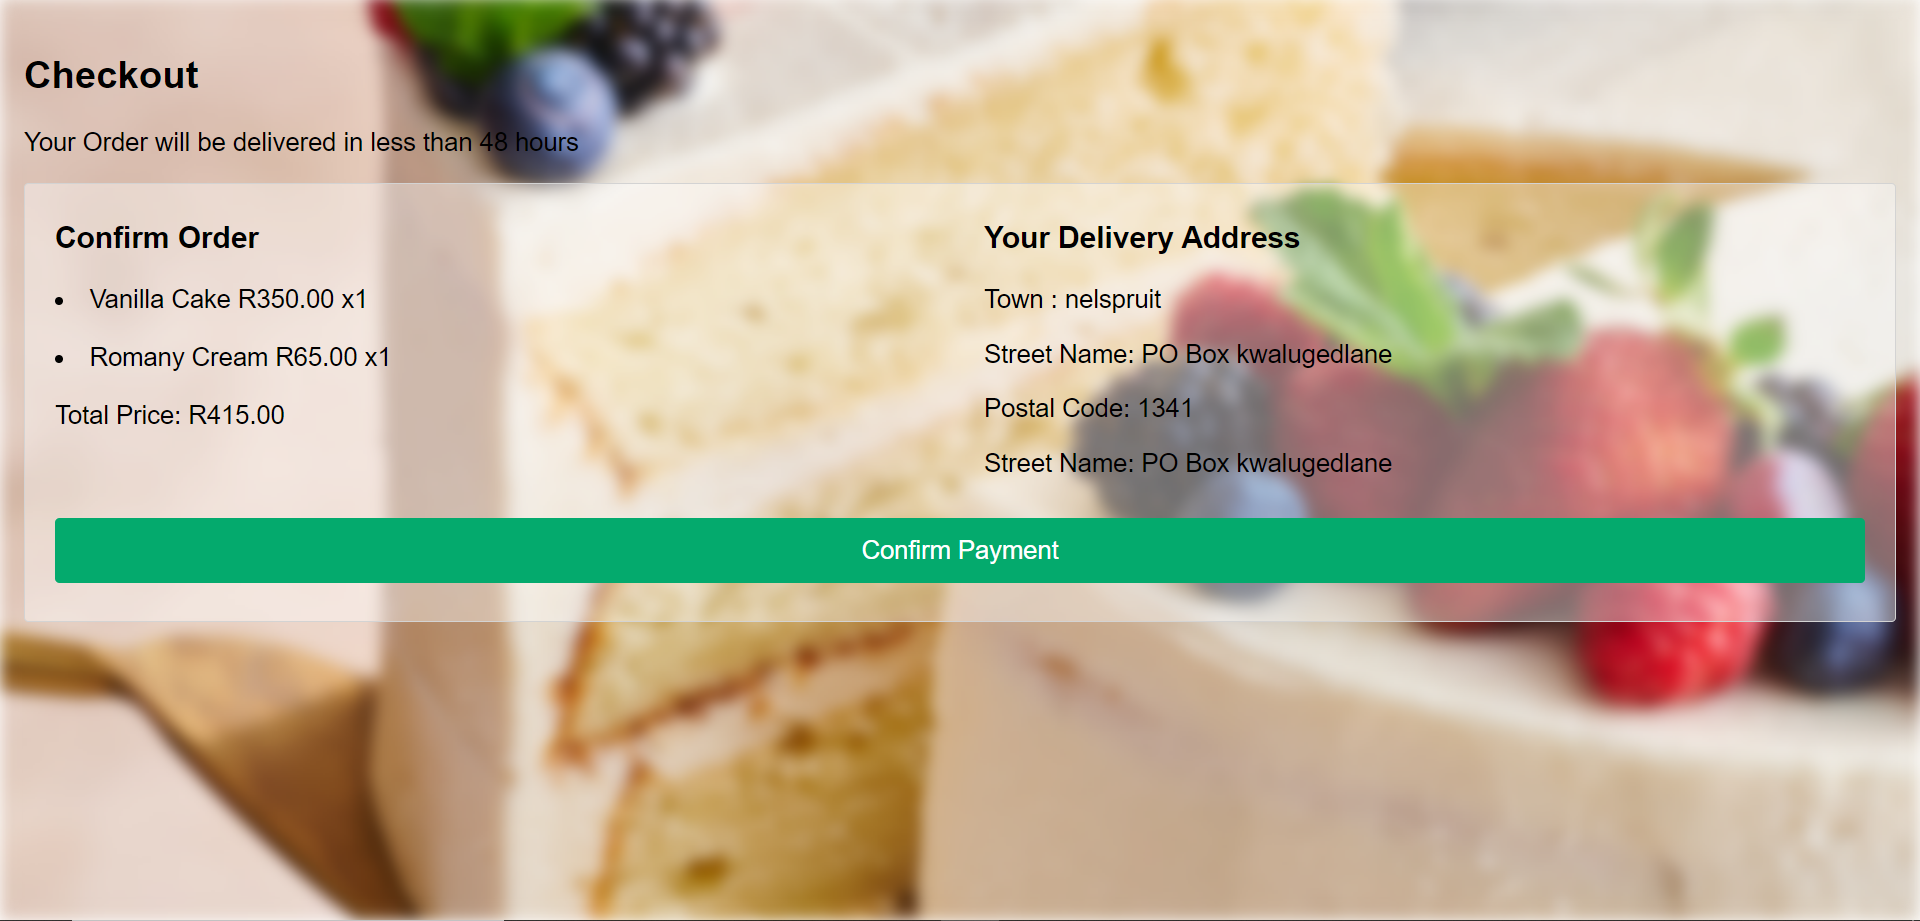 Checkout
Your Order will be delivered in less than 48 hours
Confirm Order
• Vanilla Cake R350.00 x1
• Romany Cream R65.00 x1
Total Price: R415.00
Your Delivery Address
Town : nelspruit
Street Name: PO Box kwalugedlane
Postal Code: 1341
Street Name: PO Box kwalugedlane
Confirm Payment